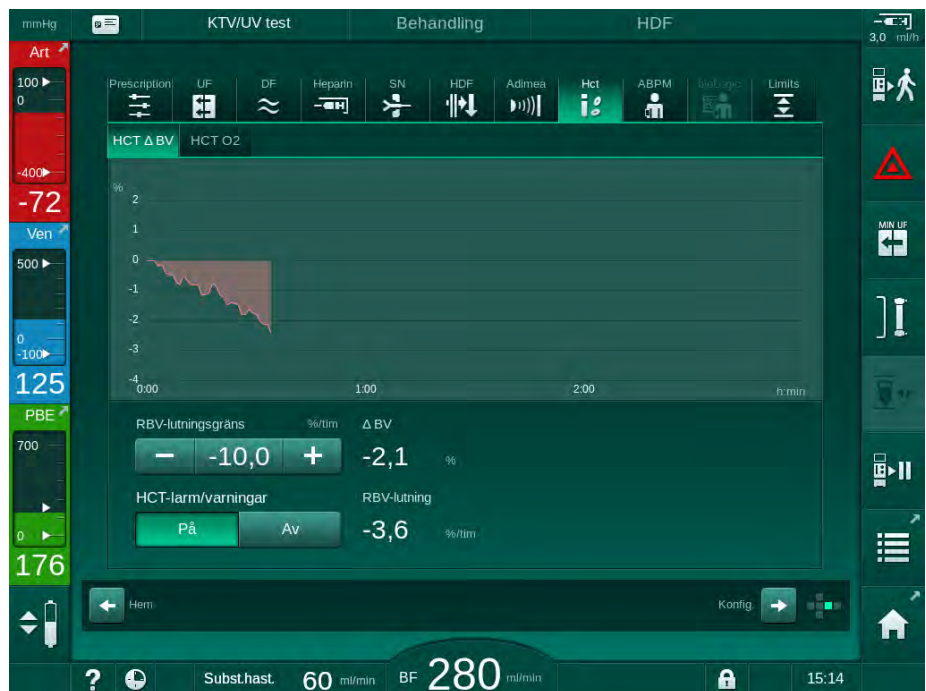 mmHg
KTV/UV test
Behandling
HDF
3,0 ml/h
Art
100
0
-400
-72
Ven
500
0
-100
125
PBE
700
0
176
Prescription
UF
DF
Heparin
SN
HDF
Adimea
Hct
ABPM
bioLogic
Limits
HCT Δ BV
HCT O2
%
2
1
0
-1
-2
-3
-4
0:00
1:00
2:00
h:min
RBV-lutningsgräns %/tim
− -10,0 +
Δ BV
-2,1 %
HCT-larm/varningar
På
Av
RBV-lutning
-3,6 %/tim
MIN UF
Hem
Konfig.
? Subst.hast. 60 ml/min BF 280 ml/min 15:14